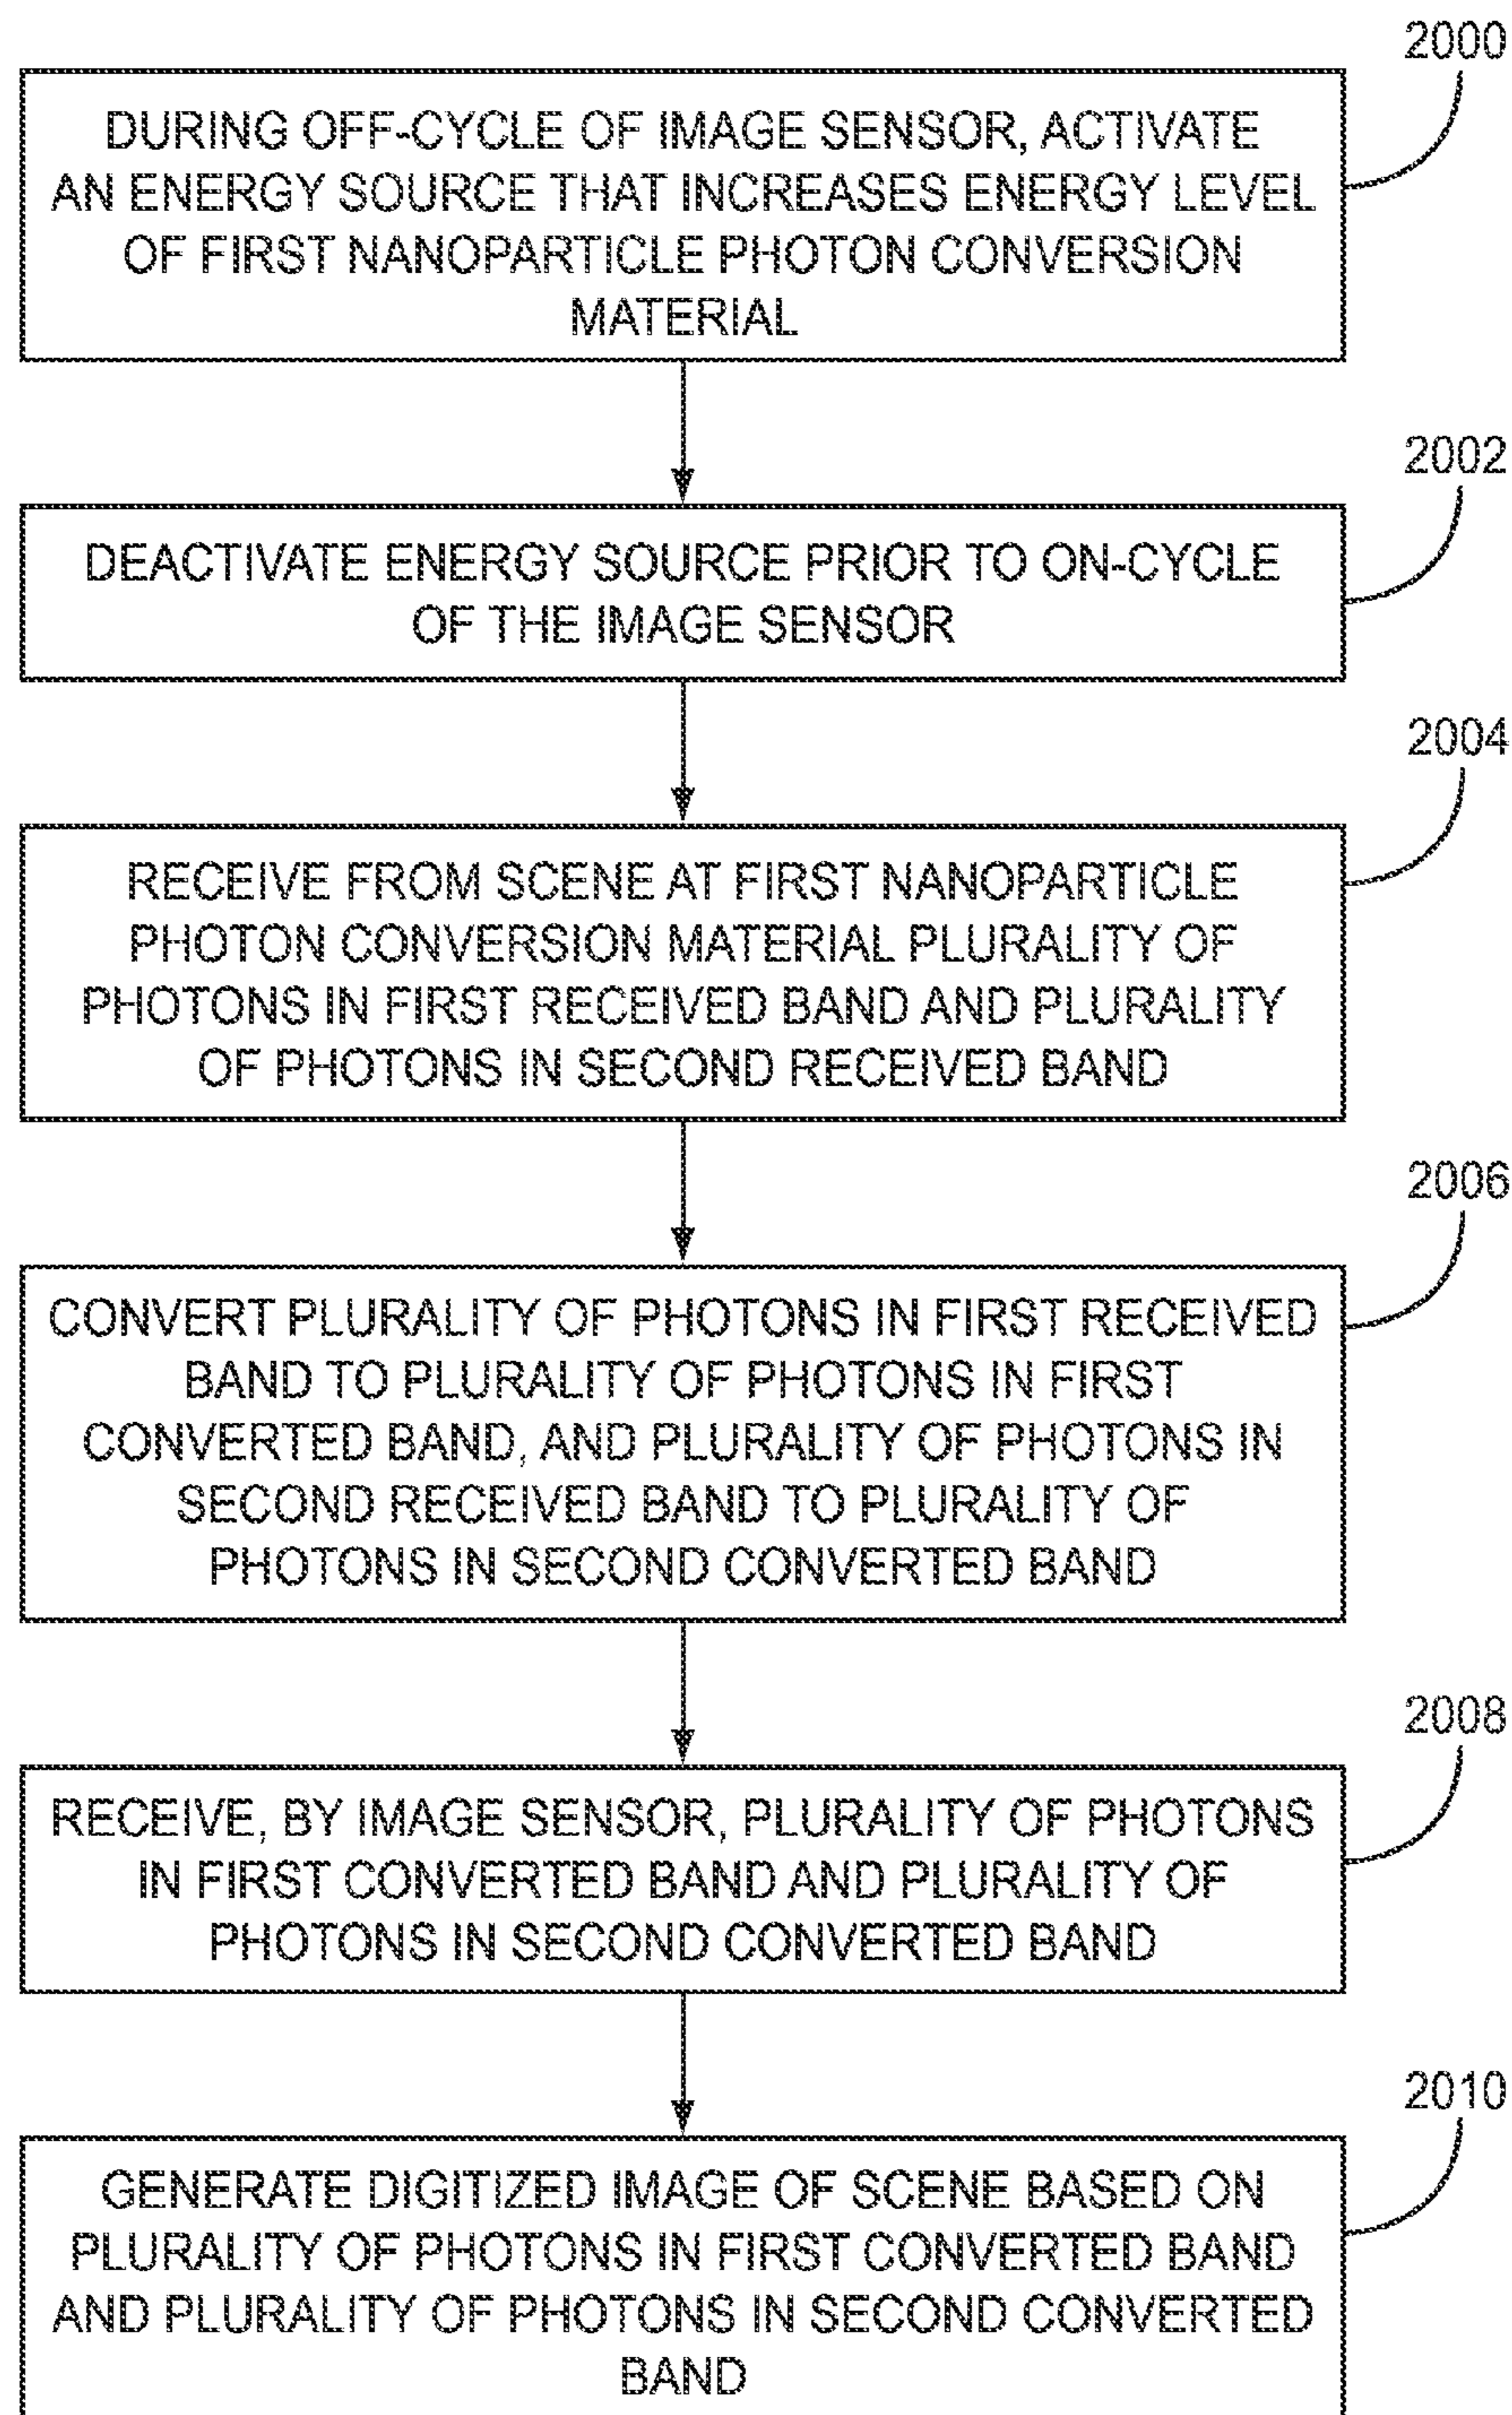 2000
DURING OFF-CYCLE OF IMAGE SENSOR, ACTIVATE
AN ENERGY SOURCE THAT INCREASES ENERGY LEVEL
OF FIRST NANOPARTICLE PHOTON CONVERSION
MATERIAL
2002
DEACTIVATE ENERGY SOURCE PRIOR TO ON-CYCLE
OF THE IMAGE SENSOR
2004
RECEIVE FROM SCENE AT FIRST NANOPARTICLE
PHOTON CONVERSION MATERIAL PLURALITY OF
PHOTONS IN FIRST RECEIVED BAND AND PLURALITY
OF PHOTONS IN SECOND RECEIVED BAND
2006
CONVERT PLURALITY OF PHOTONS IN FIRST RECEIVED
BAND TO PLURALITY OF PHOTONS IN FIRST
CONVERTED BAND, AND PLURALITY OF PHOTONS IN
SECOND RECEIVED BAND TO PLURALITY OF
PHOTONS IN SECOND CONVERTED BAND
2008
RECEIVE, BY IMAGE SENSOR, PLURALITY OF PHOTONS
IN FIRST CONVERTED BAND AND PLURALITY OF
PHOTONS IN SECOND CONVERTED BAND
2010
GENERATE DIGITIZED IMAGE OF SCENE BASED ON
PLURALITY OF PHOTONS IN FIRST CONVERTED BAND
AND PLURALITY OF PHOTONS IN SECOND CONVERTED
BAND